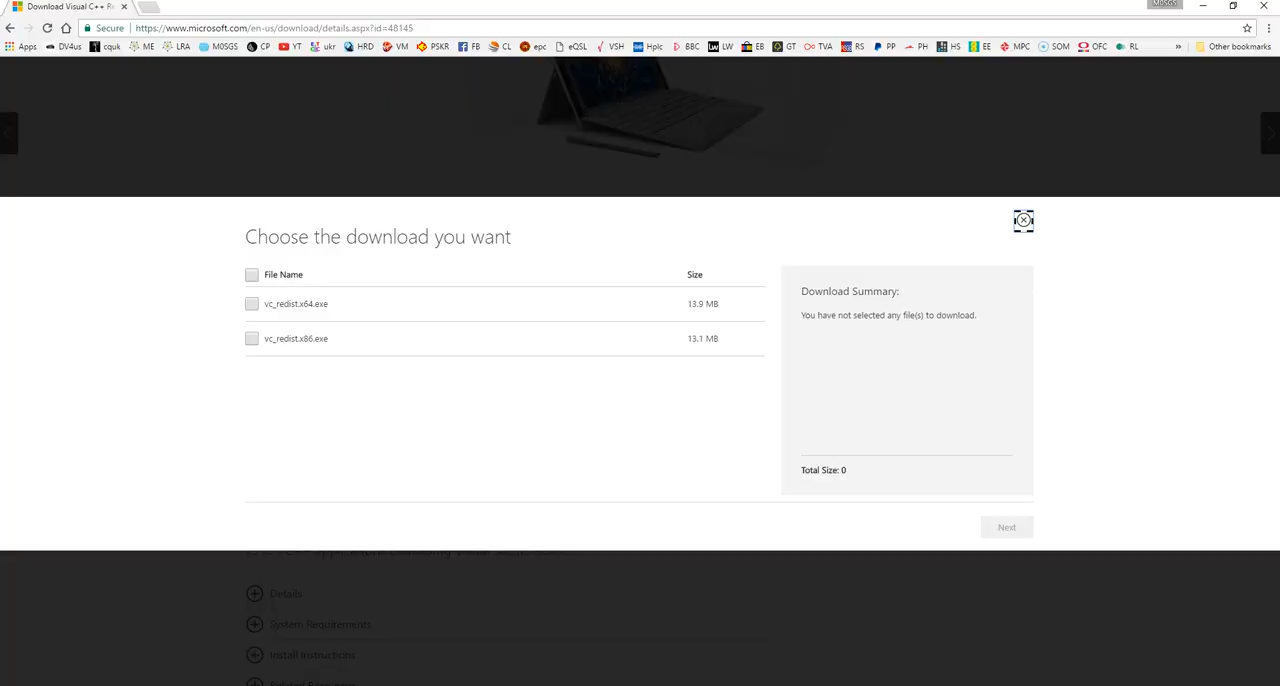 Download Visual C++ R
M0SGS
Secure https://www.microsoft.com/en-us/download/details.aspx?id=48145
Apps DV4us cquk ME LRA M0SGS CP YT ukr HRD VM PSKR FB CL epc eQSL VSH Hplc BBC LW EB GT TVA RS PP PH HS EE MPC SOM OFC RL » Other bookmarks
Choose the download you want
File Name Size
vc_redist.x64.exe 13.9 MB
vc_redist.x86.exe 13.1 MB
Download Summary:
You have not selected any file(s) to download.
Total Size: 0
Next
Details
System Requirements
Install Instructions